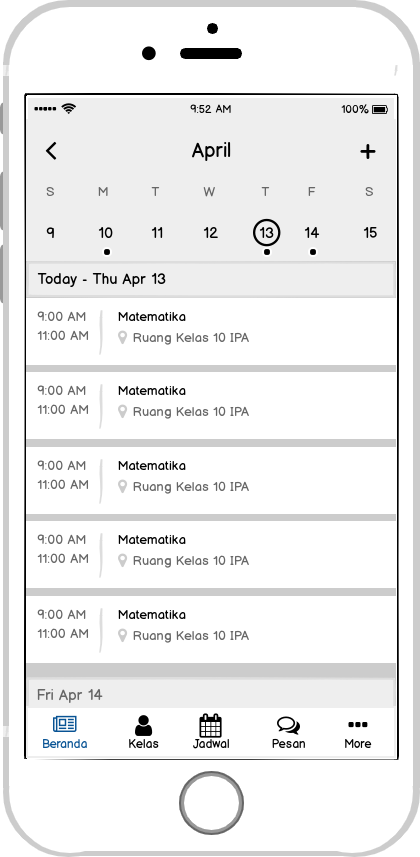 9:52 AM 100%
April
S M T W T F S
9 10 11 12 13 14 15
Today - Thu Apr 13
9:00 AM Matematika
11:00 AM Ruang Kelas 10 IPA
9:00 AM Matematika
11:00 AM Ruang Kelas 10 IPA
9:00 AM Matematika
11:00 AM Ruang Kelas 10 IPA
9:00 AM Matematika
11:00 AM Ruang Kelas 10 IPA
9:00 AM Matematika
11:00 AM Ruang Kelas 10 IPA
Fri Apr 14
Beranda Kelas Jadwal Pesan More